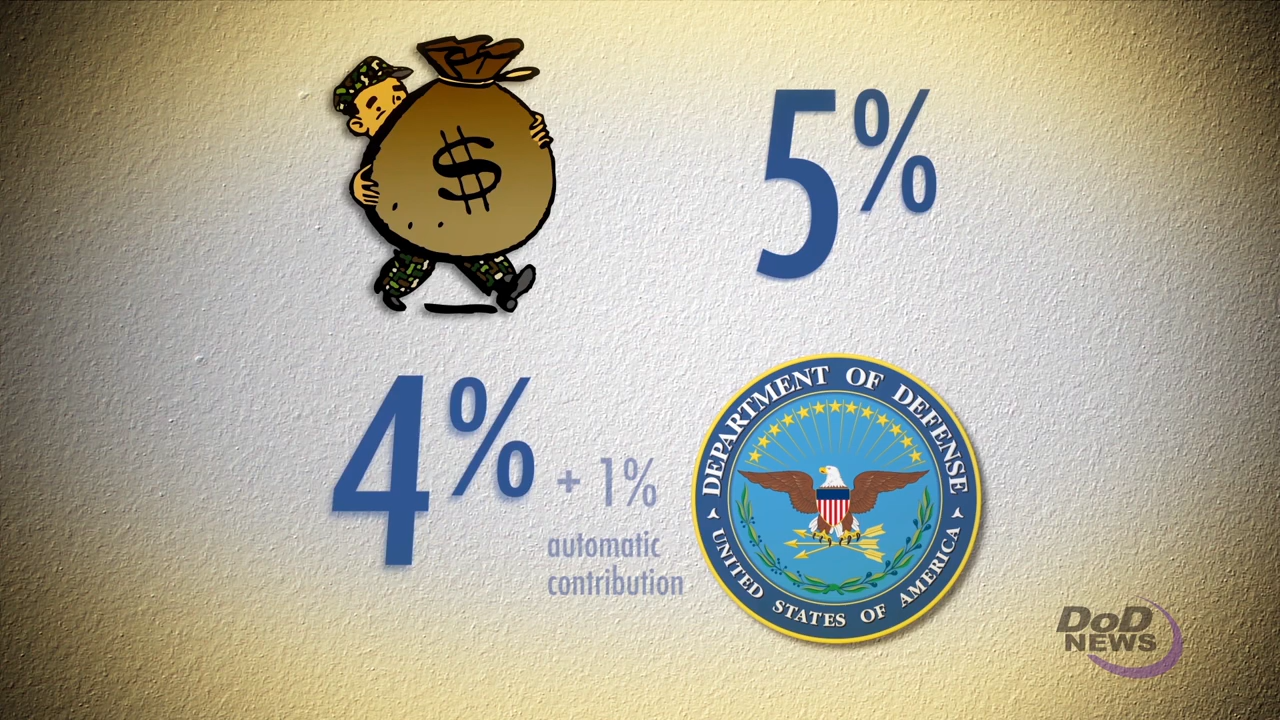 $
5%
4%
+ 1%
automatic
contribution
DEPARTMENT OF DEFENSE
UNITED STATES OF AMERICA
DoD
NEWS